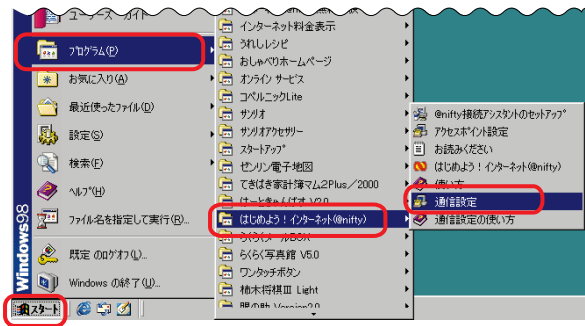 ユーザーズ ガイド
プログラム(P)
お気に入り(A)
最近使ったファイル(D)
設定(S)
検索(F)
ヘルプ(H)
ファイル名を指定して実行(R)...
既定 のログオフ(L)...
Windows の終了(U)...
Windows98
スタート
インターネット料金表示
うれしレシピ
おしゃべりホームページ
オンライン サービス
コペルニックLite
サンリオ
サンリオアクセサリー
スタートアップ
ゼンリン電子地図
てきぱき家計簿マム2Plus/2000
はじめよう！インターネット(@nifty)
らくらく写真館 V5.0
ワンタッチボタン
柿木将棋III Light
@nifty接続アシスタントのセットアップ
アクセスポイント設定
お読みください
はじめよう！インターネット(@nifty)
使い方
通信設定
通信設定の使い方